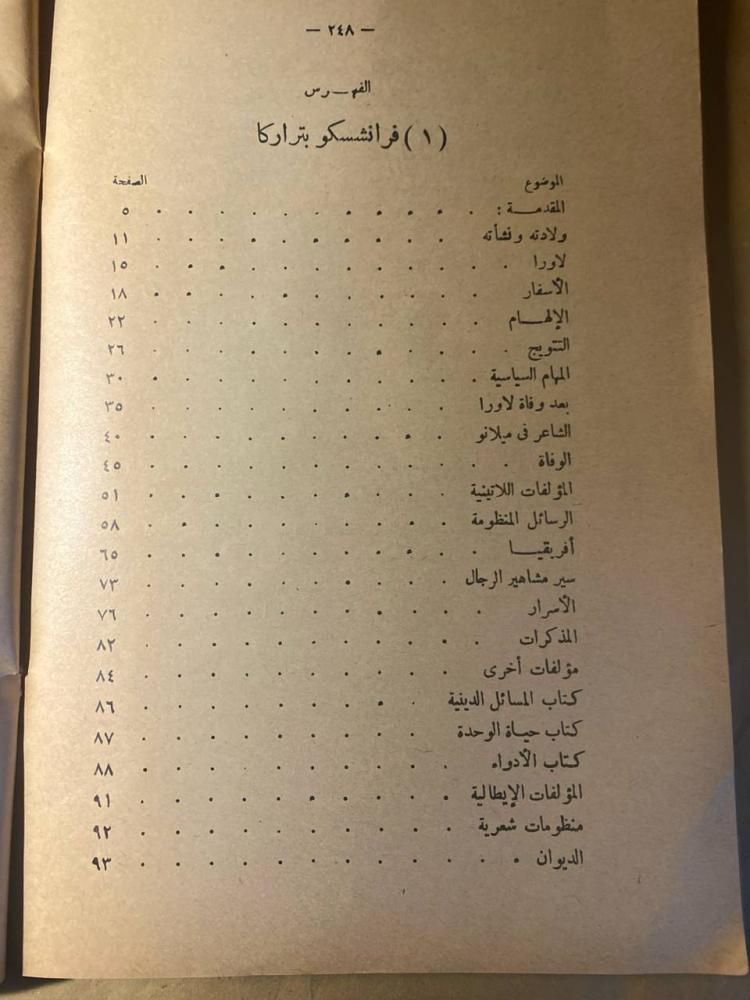 — ٢٤٨ —
الفهـــرس
(١) فرانشسكو بتراركا
الموضوع الصفحة
المقدمـــة : . . . . . . . . . . . ٥
ولادته ونشأته . . . . . . . . . . ١١
لاورا . . . . . . . . . . . . ١٥
الأسفار . . . . . . . . . . . ١٨
الإلهـــام . . . . . . . . . . . ٢٢
التتويج . . . . . . . . . . . . ٢٦
المهام السياسية . . . . . . . . . . . ٣٠
بعد وفاة لاورا . . . . . . . . . . ٣٥
الشاعر فى ميلانو . . . . . . . . . . ٤٠
الوفاة . . . . . . . . . . . . ٤٥
المؤلفات اللاتينية . . . . . . . . . . ٥١
الرسائل المنظومة . . . . . . . . . ٥٨
أفريقيـــا . . . . . . . . . . . ٦٥
سير مشاهير الرجال . . . . . . . . . . ٧٣
الأسرار . . . . . . . . . . . ٧٦
المذكرات . . . . . . . . . . . ٨٢
مؤلفات أخرى . . . . . . . . . . ٨٤
كتاب المسائل الدينية . . . . . . . . . ٨٦
كتاب حياة الوحدة . . . . . . . . . ٨٧
كتاب الأدواء . . . . . . . . . . ٨٨
المؤلفات الإيطالية . . . . . . . . . . ٩١
منظومات شعرية . . . . . . . . . . ٩٢
الديوان . . . . . . . . . . . . ٩٣